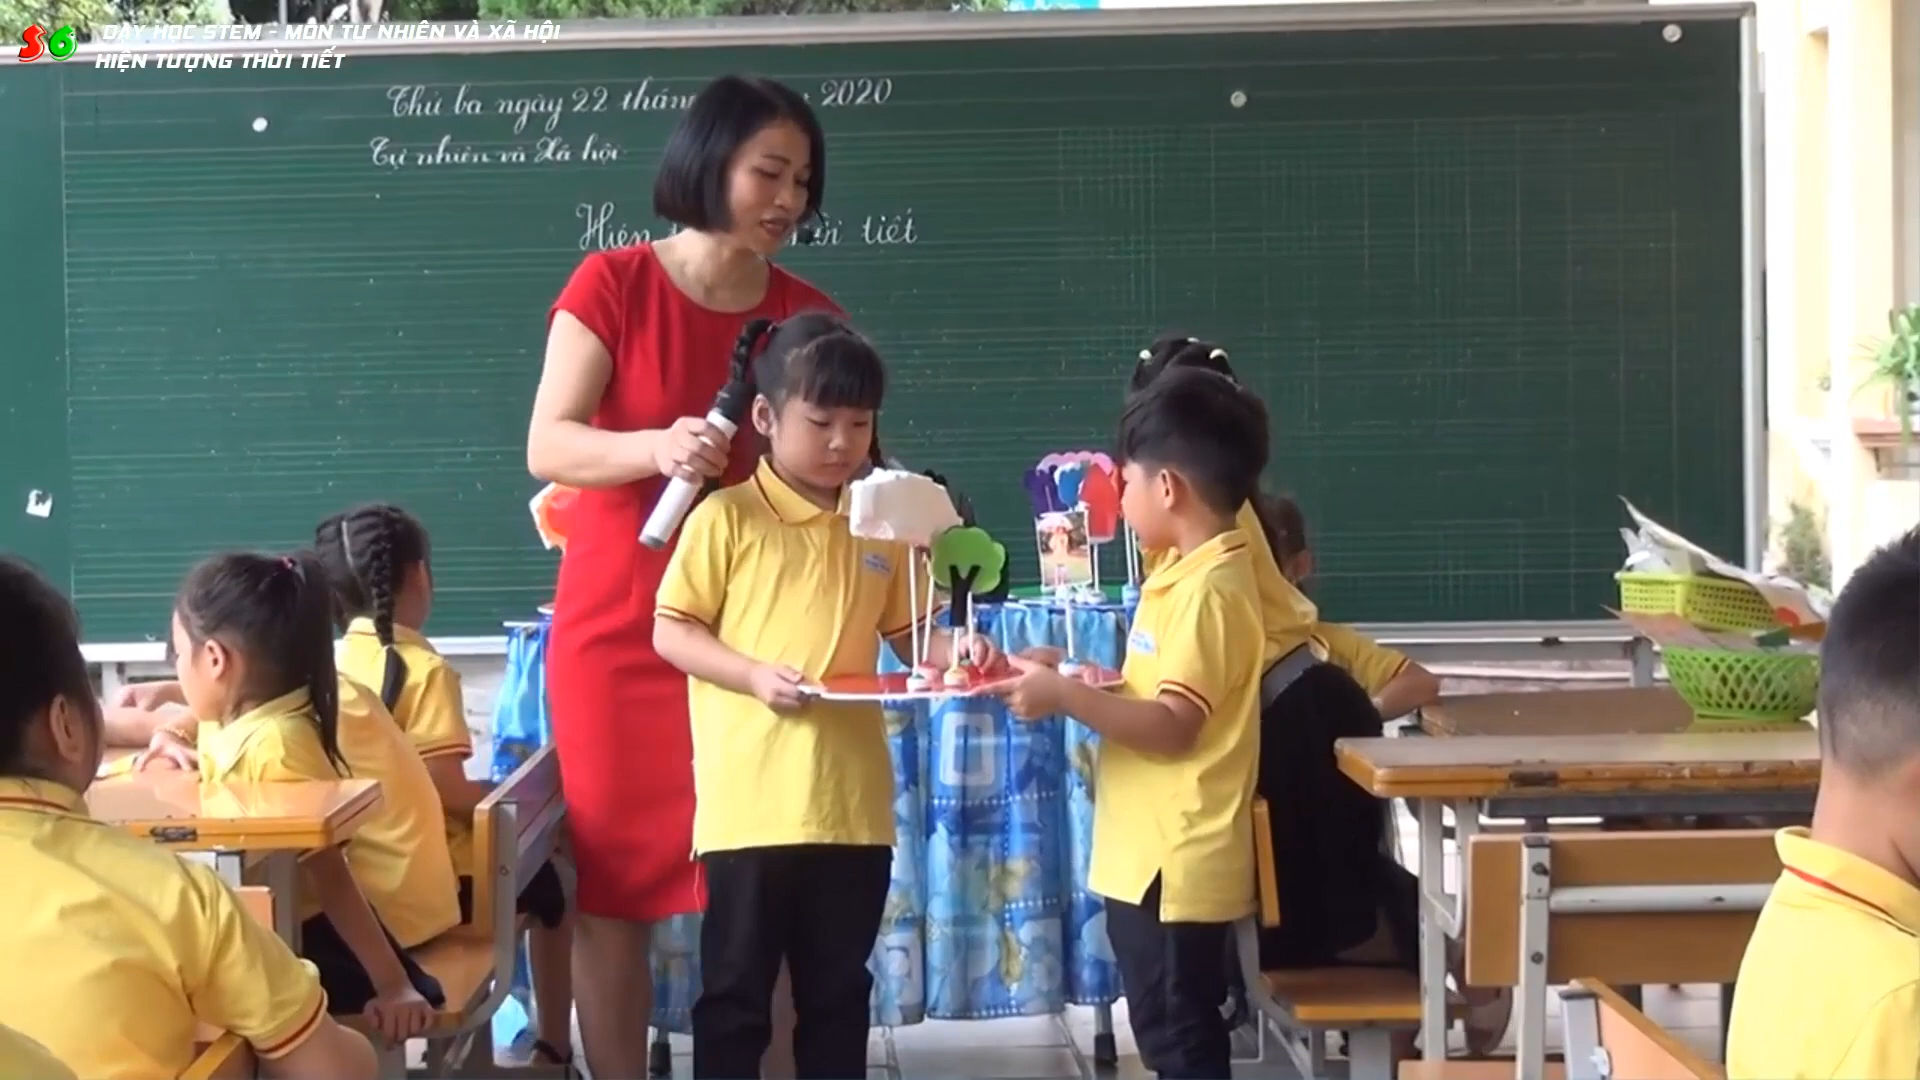 S6
DẠY HỌC STEM - MÔN TỰ NHIÊN VÀ XÃ HỘI
HIỆN TƯỢNG THỜI TIẾT
Thứ ba ngày 22 thán 2020
Tự nhiên và Xã hội
Hiện tiết